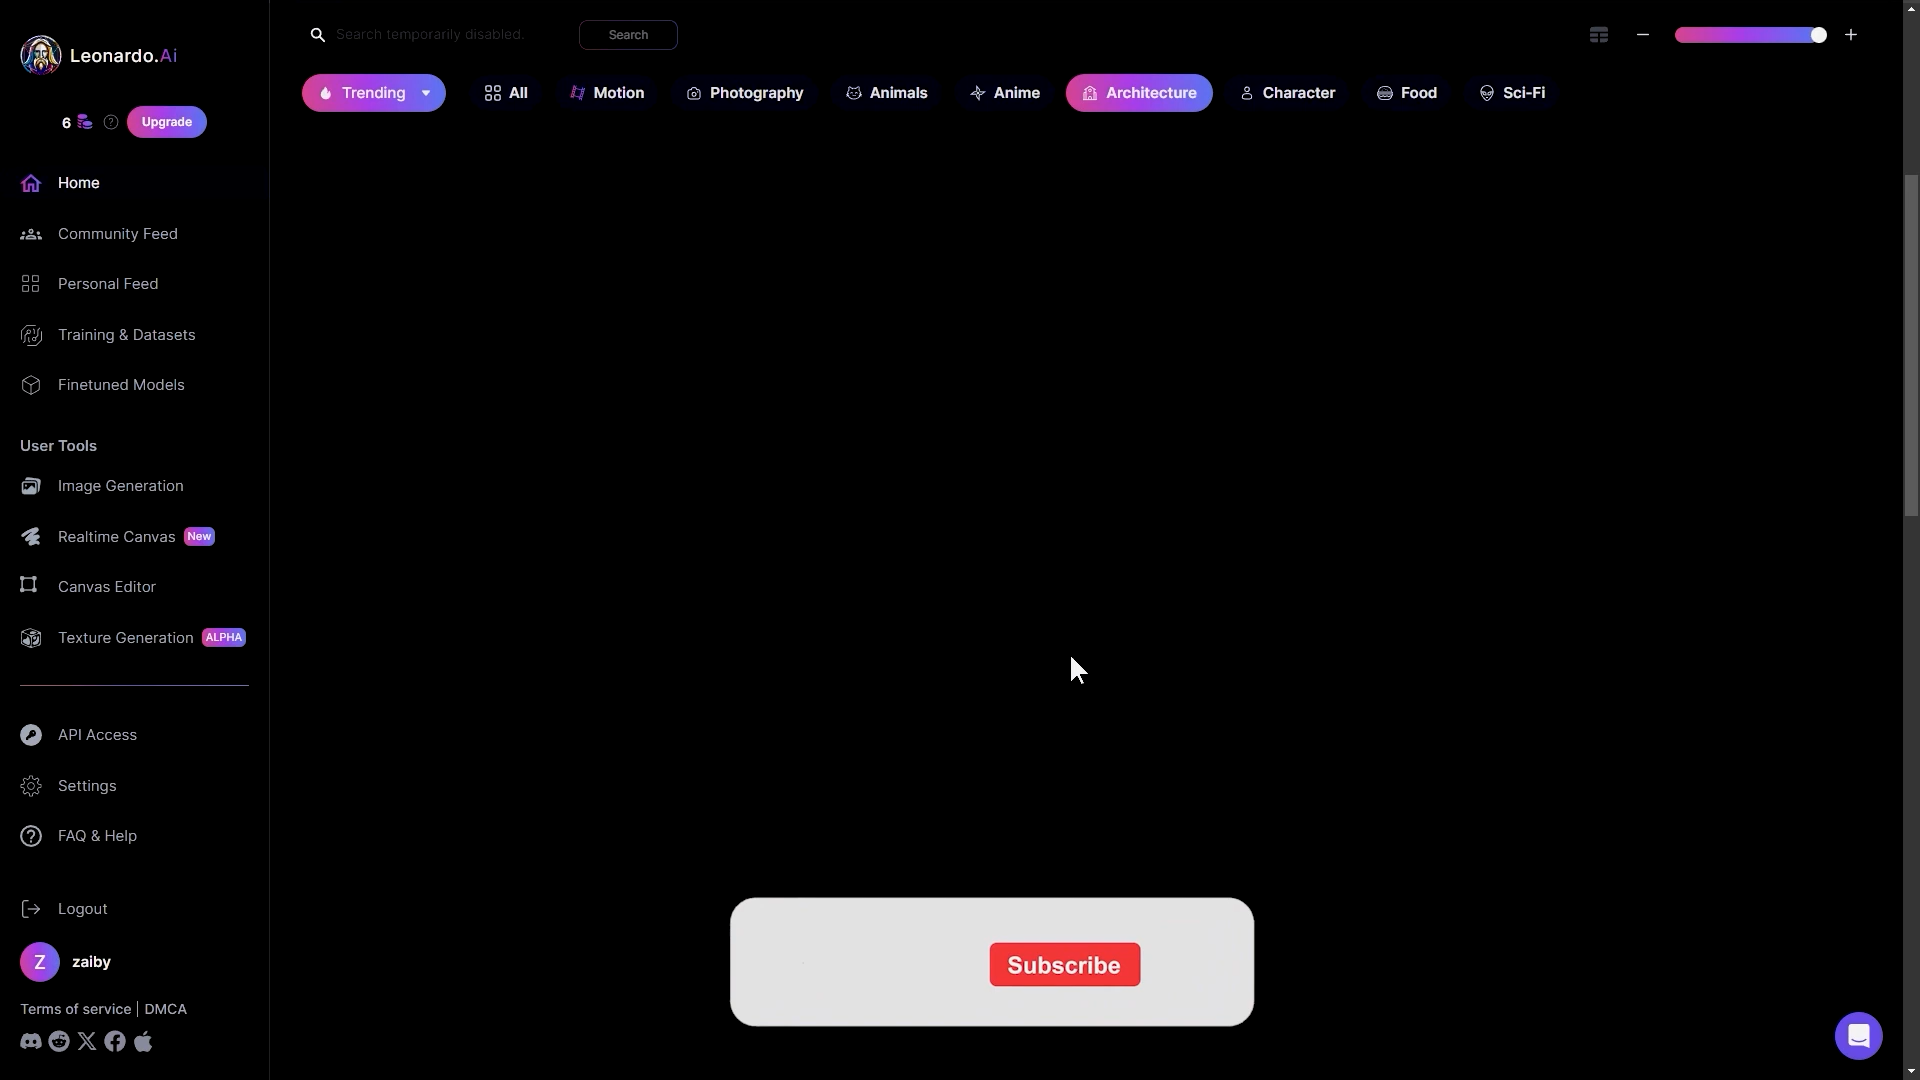 Leonardo.Ai
6 Upgrade
Home
Community Feed
Personal Feed
Training & Datasets
Finetuned Models
User Tools
Image Generation
Realtime Canvas New
Canvas Editor
Texture Generation ALPHA
API Access
Settings
FAQ & Help
Logout
Z zaiby
Terms of service | DMCA
Search temporarily disabled. Search
Trending All Motion Photography Animals Anime Architecture Character Food Sci-Fi
Subscribe